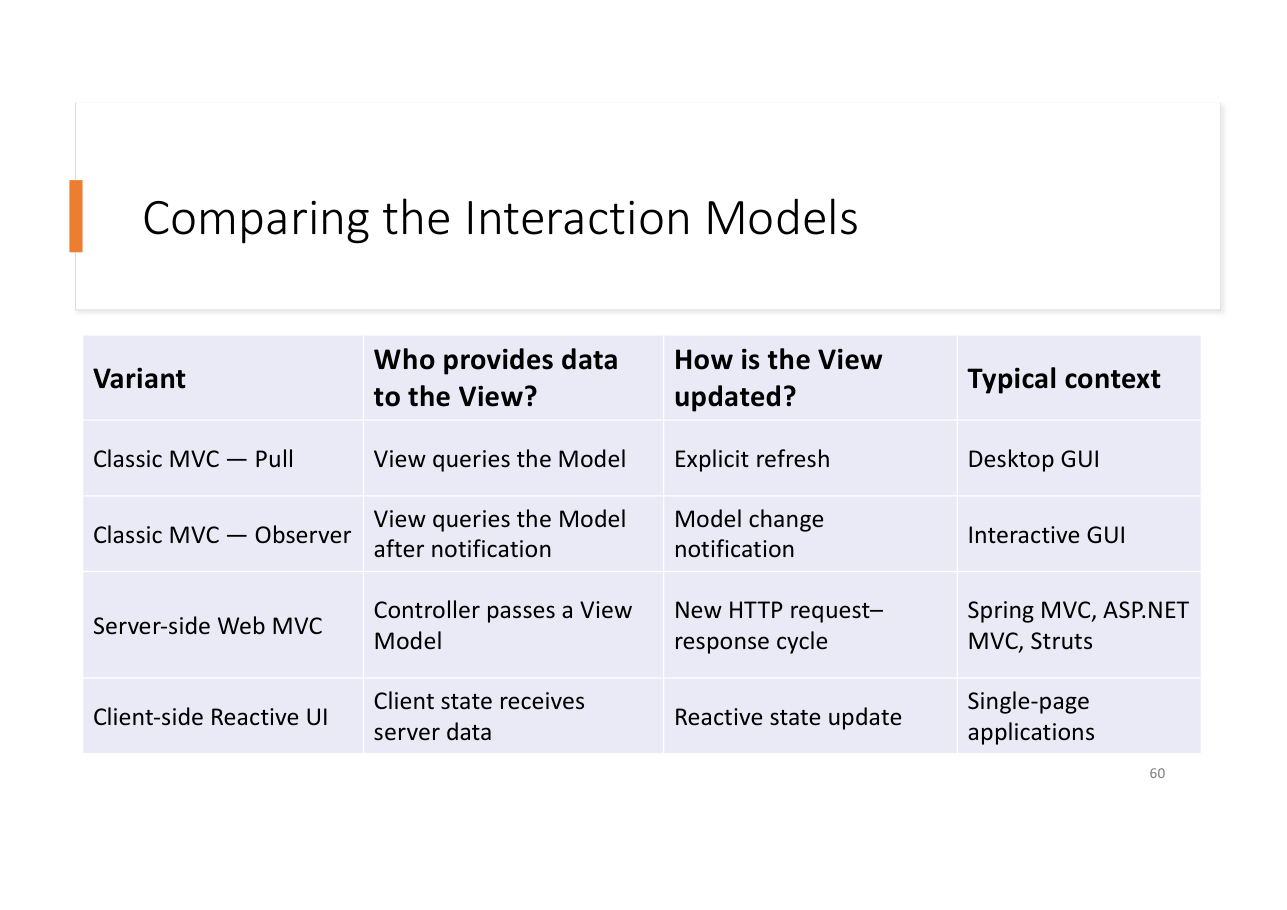 Comparing the Interaction Models
Variant
Who provides data
to the View?
How is the View
updated?
Typical context
Classic MVC — Pull
View queries the Model
Explicit refresh
Desktop GUI
Classic MVC — Observer
View queries the Model
after notification
Model change
notification
Interactive GUI
Server-side Web MVC
Controller passes a View
Model
New HTTP request–
response cycle
Spring MVC, ASP.NET
MVC, Struts
Client-side Reactive UI
Client state receives
server data
Reactive state update
Single-page
applications
60